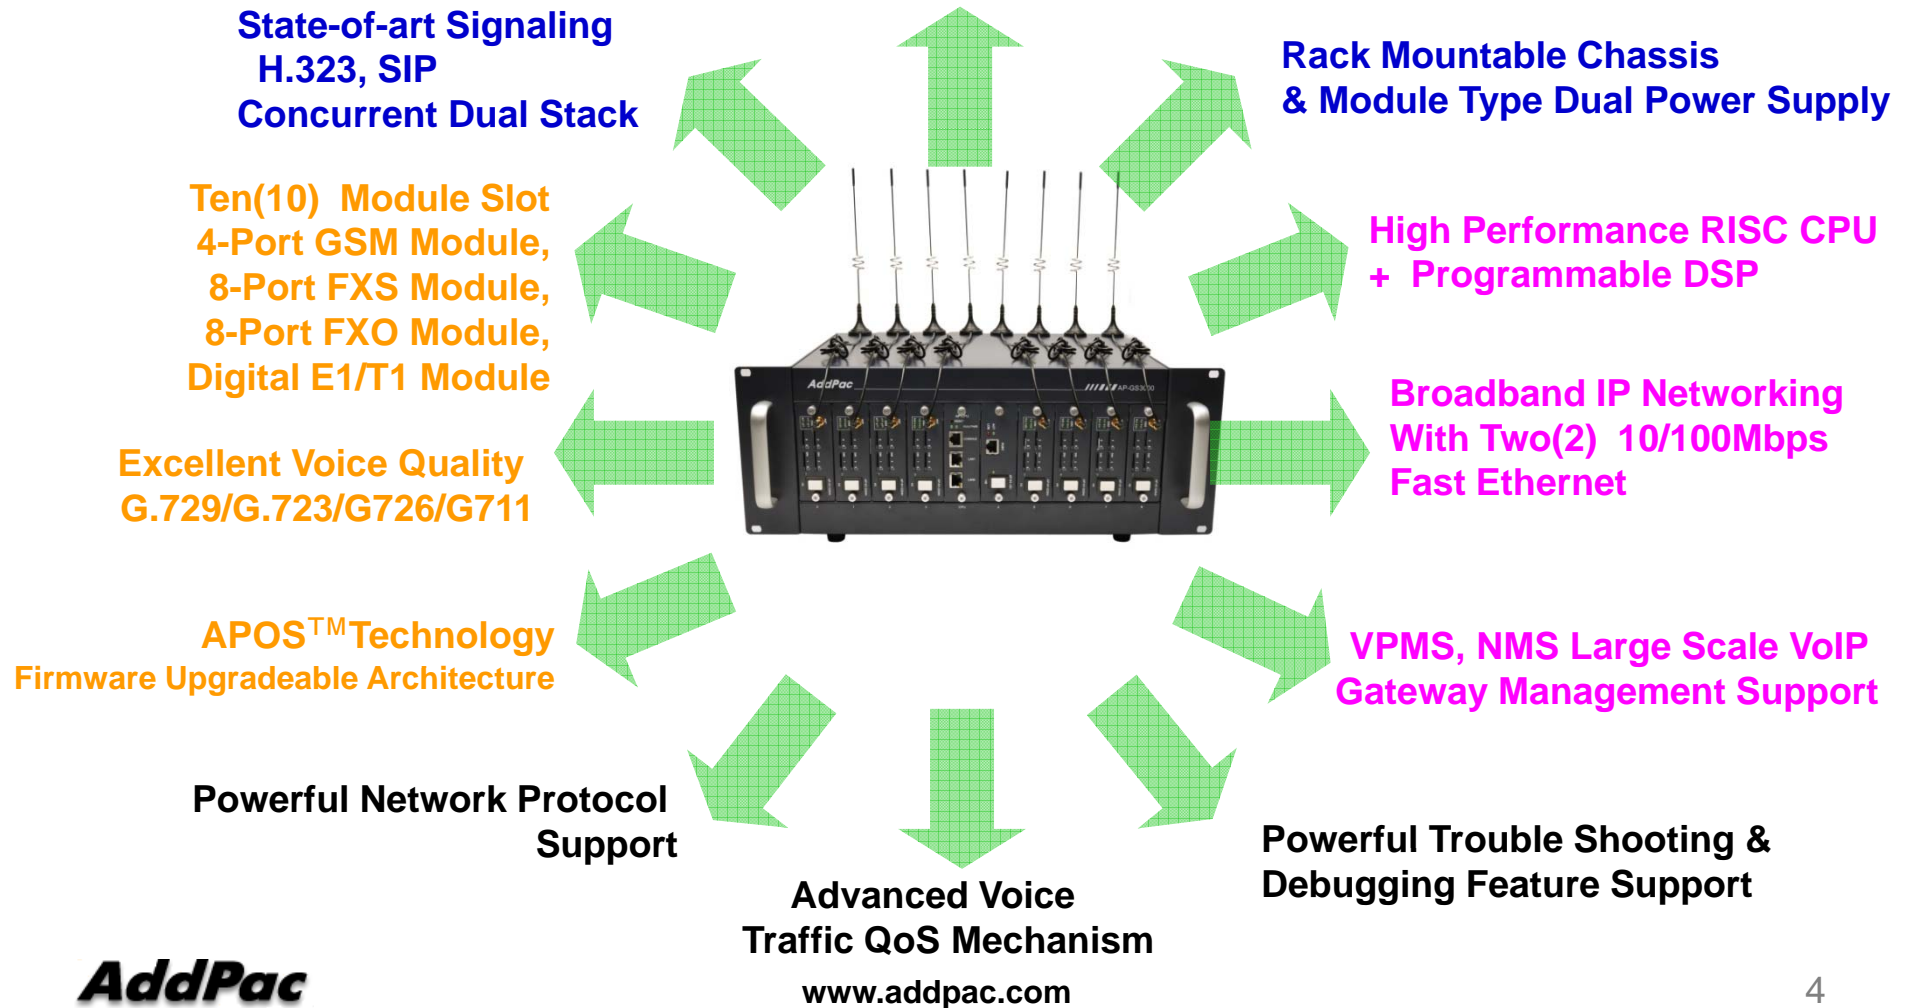 State-of-art Signaling
H.323, SIP
Concurrent Dual Stack
Rack Mountable Chassis
& Module Type Dual Power Supply
Ten(10) Module Slot
4-Port GSM Module,
8-Port FXS Module,
8-Port FXO Module,
Digital E1/T1 Module
High Performance RISC CPU
+ Programmable DSP
AddPac
Broadband IP Networking
With Two(2) 10/100Mbps
Fast Ethernet
Excellent Voice Quality
G.729/G.723/G726/G711
APOS™Technology
Firmware Upgradeable Architecture
VPMS, NMS Large Scale VoIP
Gateway Management Support
Powerful Network Protocol
Support
Powerful Trouble Shooting &
Debugging Feature Support
Advanced Voice
Traffic QoS Mechanism
AddPac
www.addpac.com
4